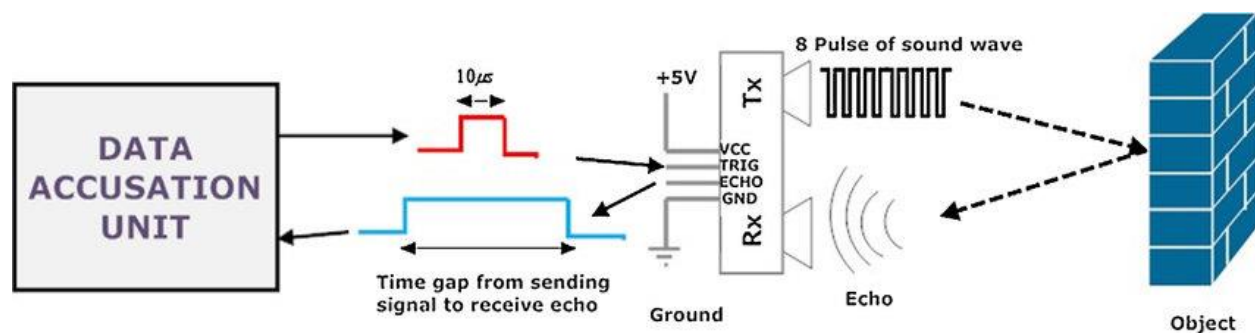 DATA
ACCUSATION
UNIT
10μs
Time gap from sending
signal to receive echo
+5V
VCC
TRIG
ECHO
GND
Ground
Tx
Rx
8 Pulse of sound wave
Echo
Object